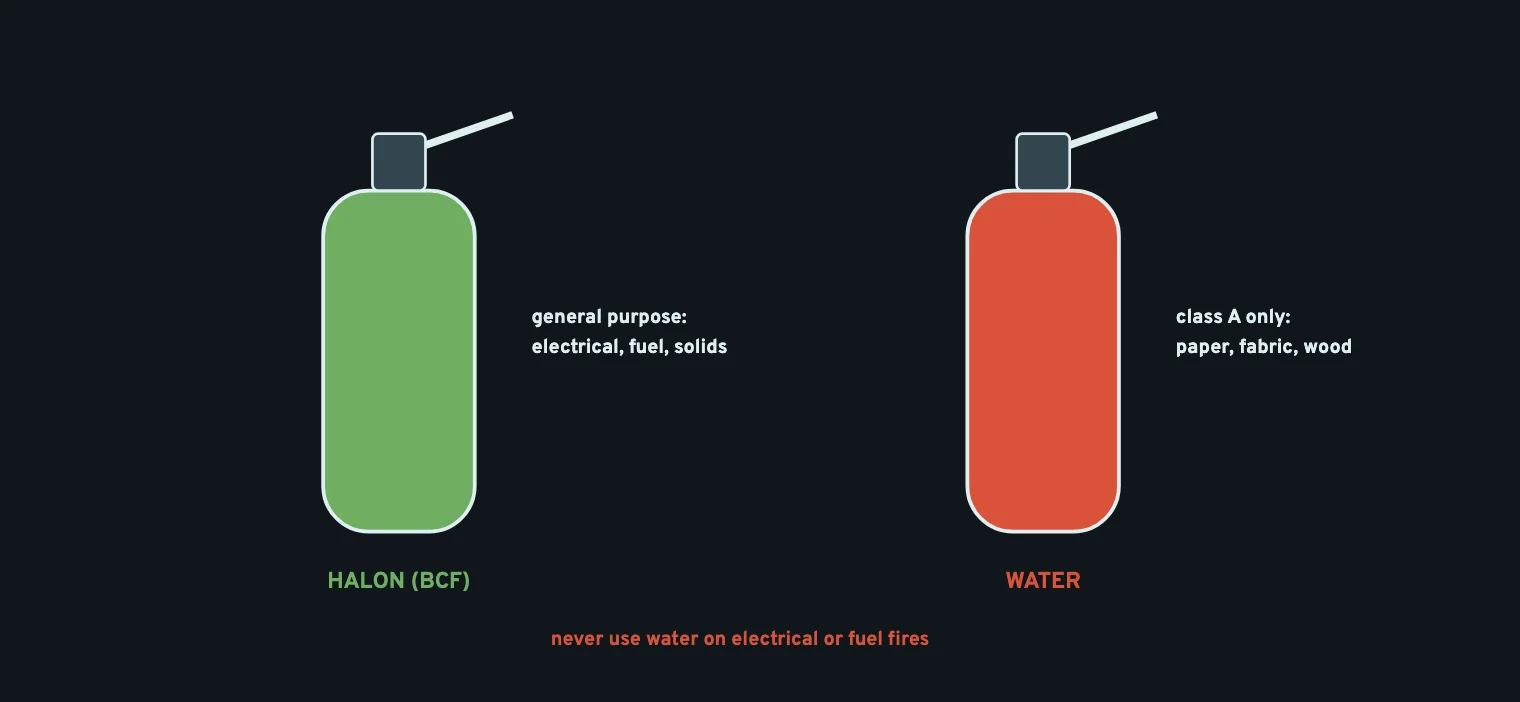 general purpose:
electrical, fuel, solids
class A only:
paper, fabric, wood
HALON (BCF)
WATER
never use water on electrical or fuel fires